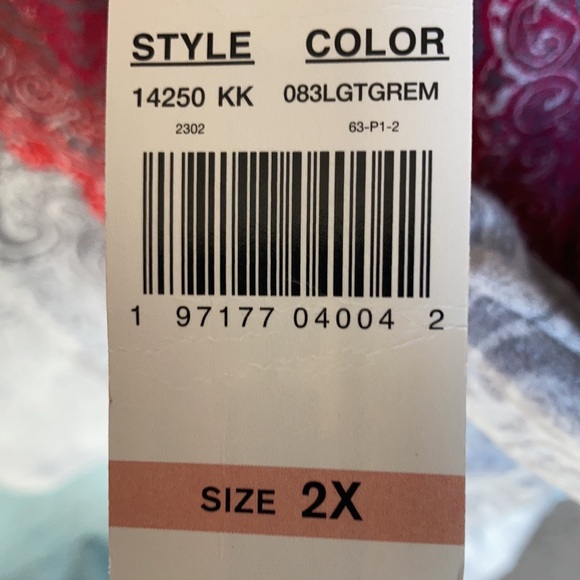 STYLE COLOR
14250 KK 083LGTGREM
2302 63-P1-2
1 97177 04004 2
SIZE 2X